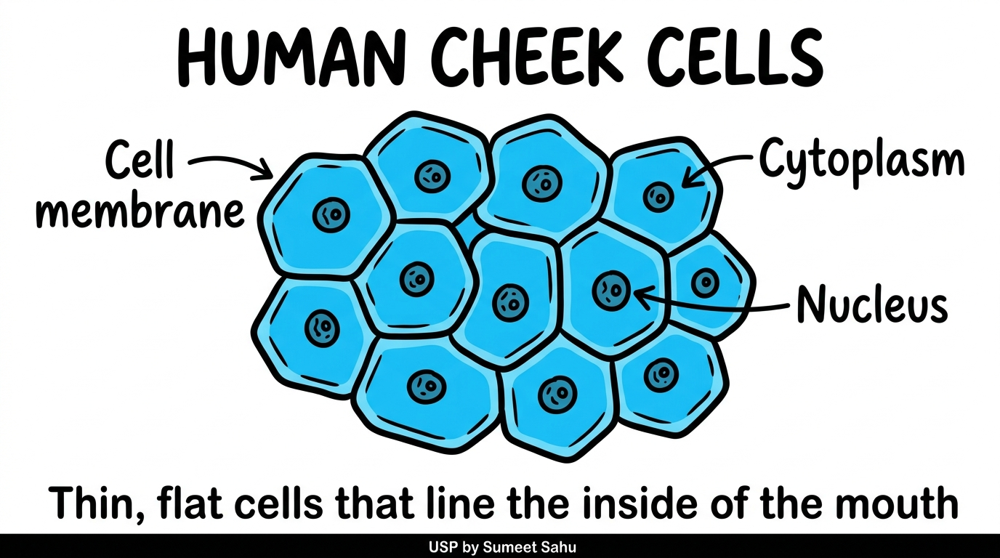 HUMAN CHEEK CELLS
Cell
membrane
Cytoplasm
Nucleus
Thin, flat cells that line the inside of the mouth
USP by Sumeet Sahu